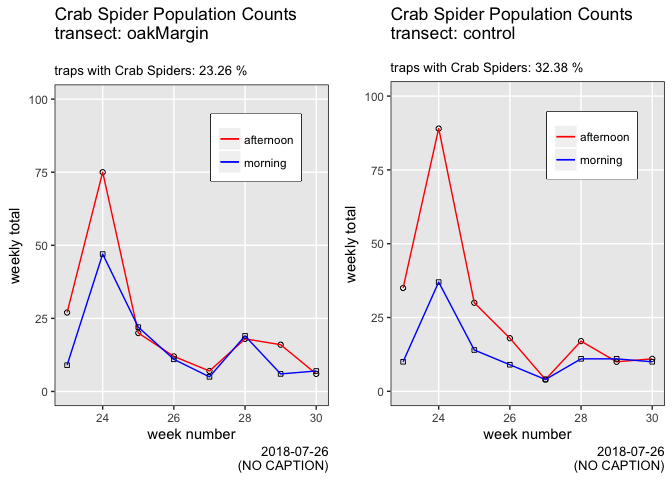 Crab Spider Population Counts
transect: oakMargin
traps with Crab Spiders: 23.26 %
100
75
50
25
0
weekly total
afternoon
morning
24
26
28
30
week number
2018-07-26
(NO CAPTION)
Crab Spider Population Counts
transect: control
traps with Crab Spiders: 32.38 %
100
75
50
25
0
weekly total
afternoon
morning
24
26
28
30
week number
2018-07-26
(NO CAPTION)